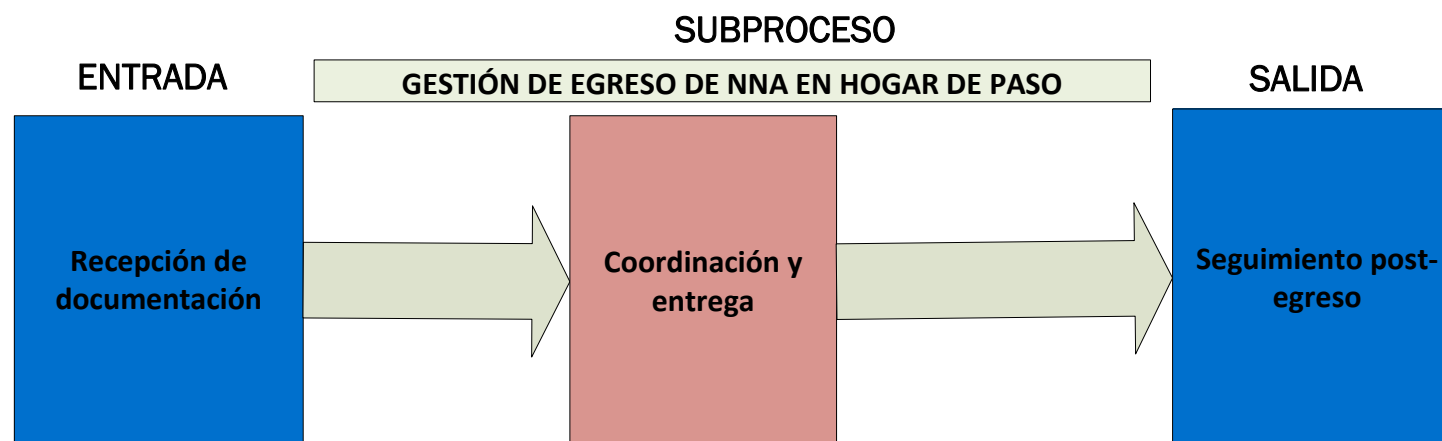 SUBPROCESO
ENTRADA
GESTIÓN DE EGRESO DE NNA EN HOGAR DE PASO
SALIDA
Recepción de
documentación
Coordinación y
entrega
Seguimiento post-
egreso